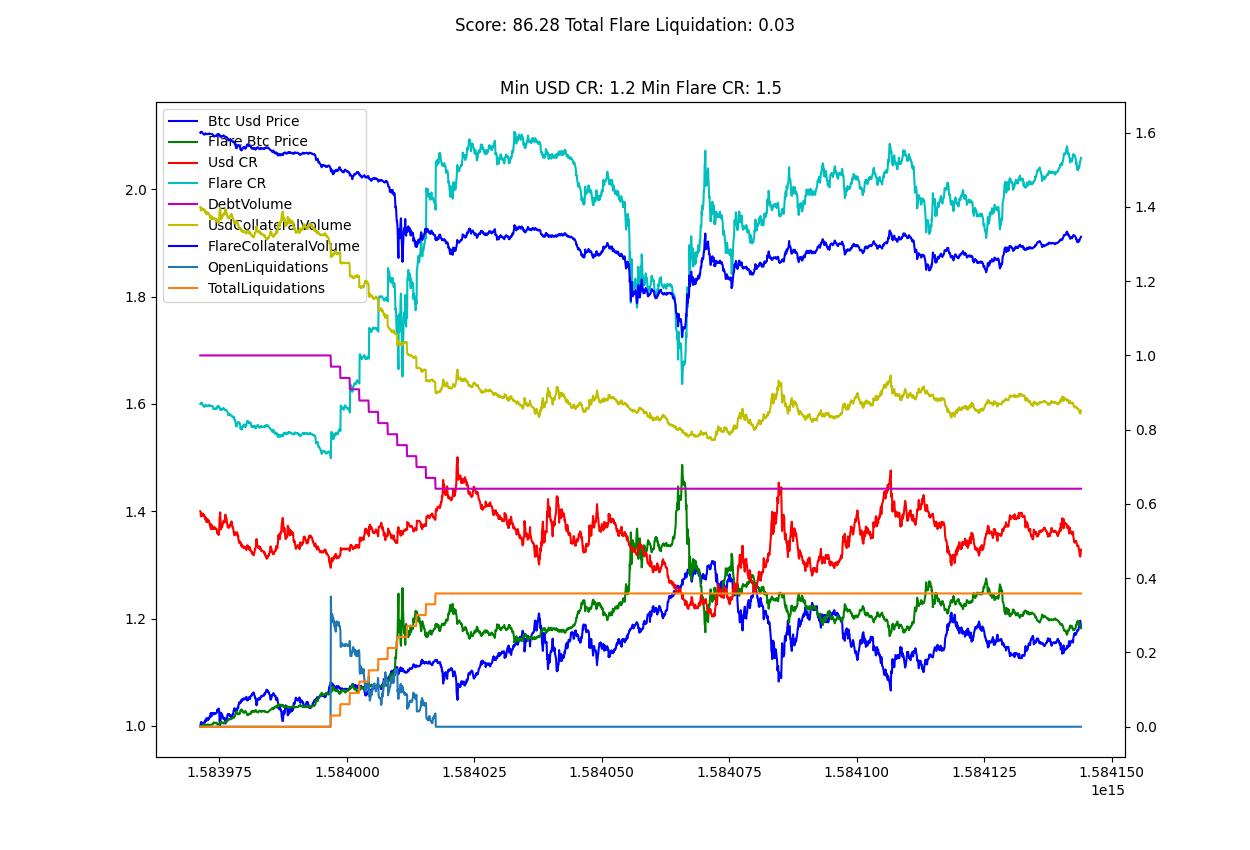 Score: 86.28 Total Flare Liquidation: 0.03
Min USD CR: 1.2 Min Flare CR: 1.5
Btc Usd Price
Flare Btc Price
Usd CR
Flare CR
DebtVolume
UsdCollateralVolume
FlareCollateralVolume
OpenLiquidations
TotalLiquidations
2.0
1.8
1.6
1.4
1.2
1.0
1.6
1.4
1.2
1.0
0.8
0.6
0.4
0.2
0.0
1.583975 1.584000 1.584025 1.584050 1.584075 1.584100 1.584125 1.584150
1e15